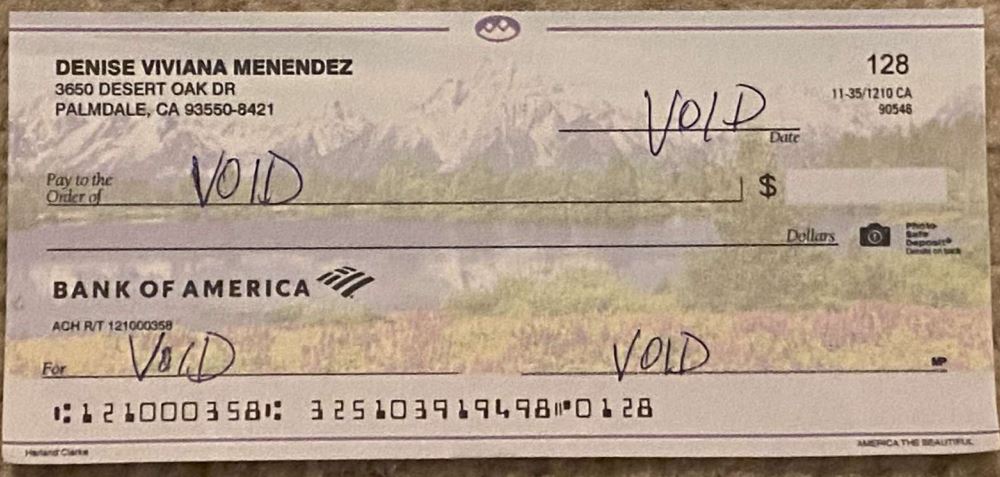 DENISE VIVIANA MENENDEZ
3650 DESERT OAK DR
PALMDALE, CA 93550-8421
128
11-35/1210 CA
90548
VOID
Date
Pay to the
Order of
VOID
$
Dollars
Photo
Safe
Deposit®
Details on back
BANK OF AMERICA
ACH R/T 121000358
For VOID
VOID
MP
⑆121000358⑆ 325103919498⑈0128
Harland Clarke
AMERICA THE BEAUTIFUL